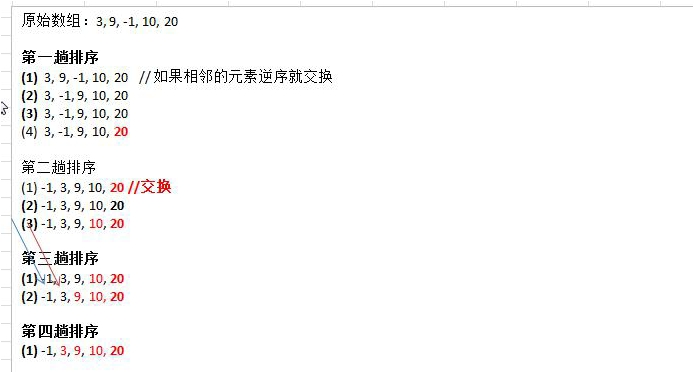 原始数组：3, 9, -1, 10, 20
第一趟排序
(1) 3, 9, -1, 10, 20 // 如果相邻的元素逆序就交换
(2) 3, -1, 9, 10, 20
(3) 3, -1, 9, 10, 20
(4) 3, -1, 9, 10, 20
第二趟排序
(1) -1, 3, 9, 10, 20 //交换
(2) -1, 3, 9, 10, 20
(3) -1, 3, 9, 10, 20
第三趟排序
(1) -1, 3, 9, 10, 20
(2) -1, 3, 9, 10, 20
第四趟排序
(1) -1, 3, 9, 10, 20